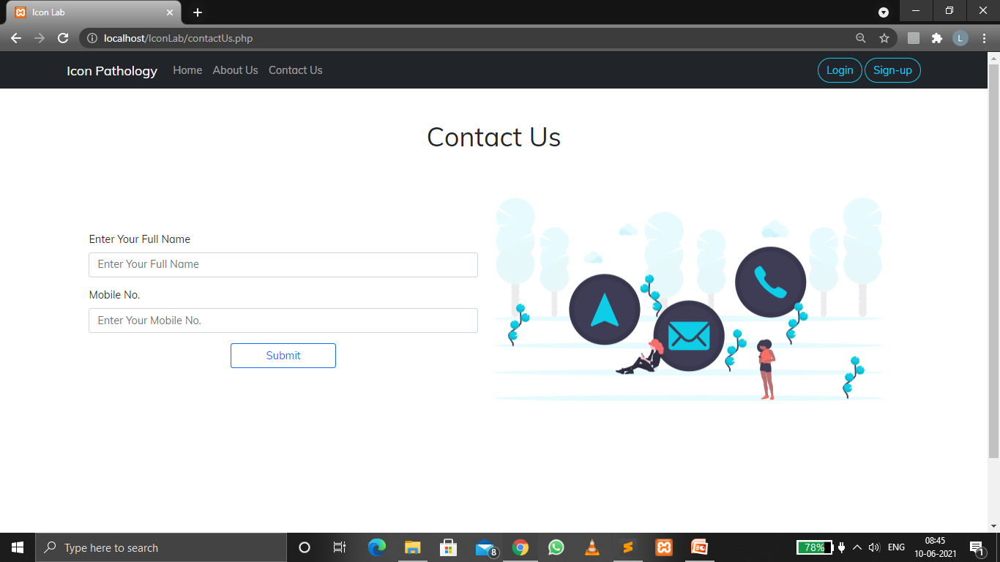 Icon Lab
localhost/IconLab/contactUs.php
L
Icon Pathology Home About Us Contact Us Login Sign-up
Contact Us
Enter Your Full Name
Enter Your Full Name
Mobile No.
Enter Your Mobile No.
Submit
Type here to search
8
78%
ENG
08:45
10-06-2021
1